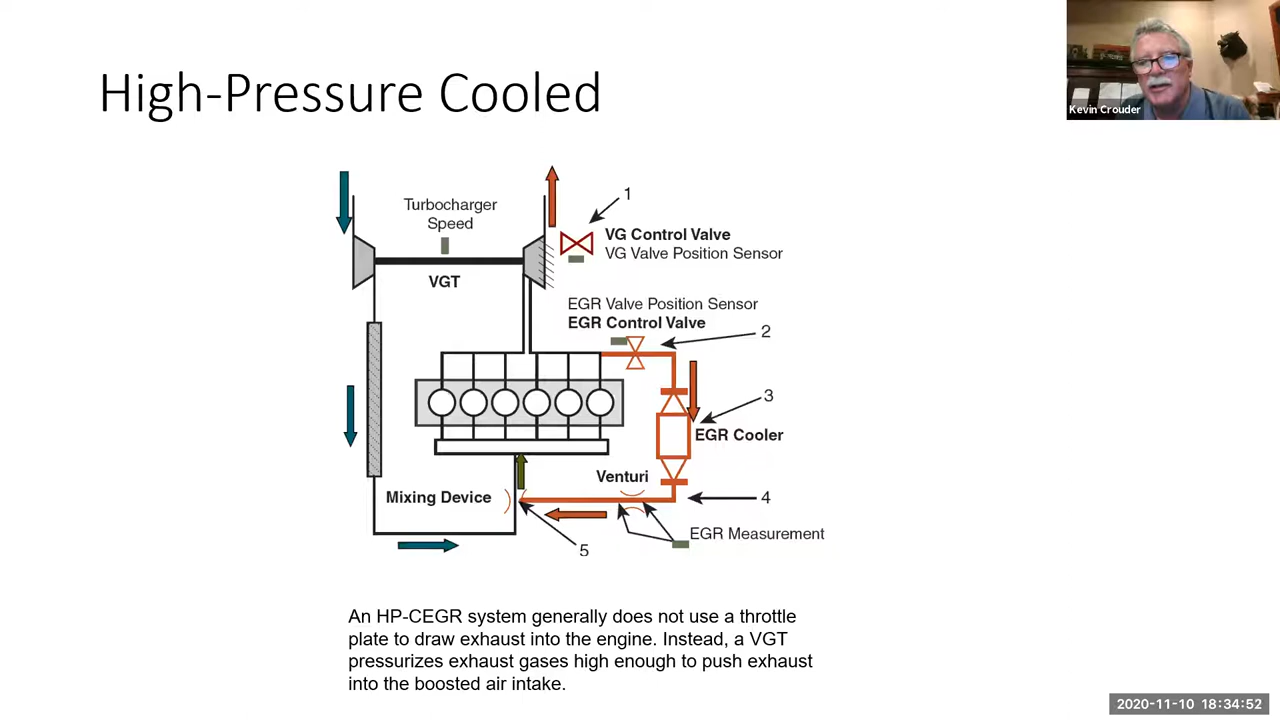 High-Pressure Cooled
Kevin Crouder
Turbocharger
Speed
1
VG Control Valve
VG Valve Position Sensor
VGT
EGR Valve Position Sensor
EGR Control Valve
2
3
EGR Cooler
Venturi
Mixing Device
4
EGR Measurement
5
An HP-CEGR system generally does not use a throttle
plate to draw exhaust into the engine. Instead, a VGT
pressurizes exhaust gases high enough to push exhaust
into the boosted air intake.
2020-11-10 18:34:52